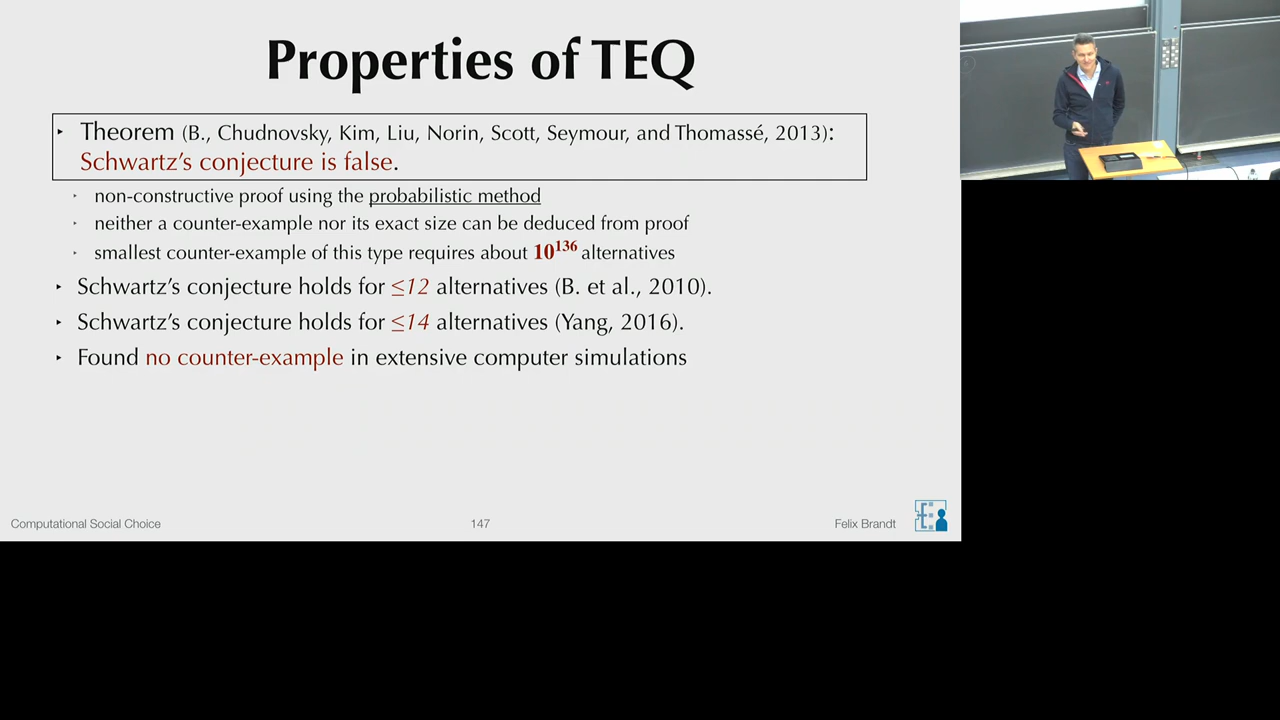 Properties of TEQ
‣ Theorem (B., Chudnovsky, Kim, Liu, Norin, Scott, Seymour, and Thomassé, 2013):
Schwartz’s conjecture is false.
‣ non-constructive proof using the probabilistic method
‣ neither a counter-example nor its exact size can be deduced from proof
‣ smallest counter-example of this type requires about 10¹³⁶ alternatives
‣ Schwartz’s conjecture holds for ≤12 alternatives (B. et al., 2010).
‣ Schwartz’s conjecture holds for ≤14 alternatives (Yang, 2016).
‣ Found no counter-example in extensive computer simulations
Computational Social Choice 147 Felix Brandt